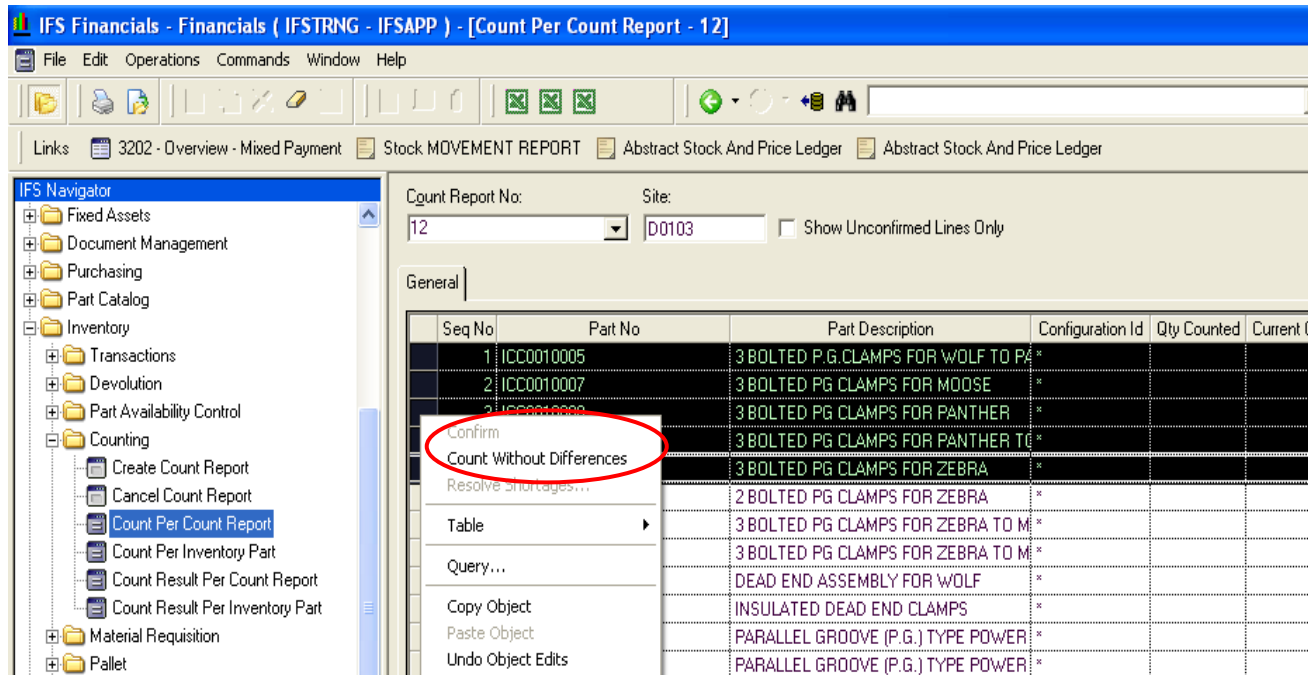 IFS Financials - Financials ( IFSTRNG - IFSAPP ) - [Count Per Count Report - 12]
File Edit Operations Commands Window Help
Links 3202 - Overview - Mixed Payment Stock MOVEMENT REPORT Abstract Stock And Price Ledger Abstract Stock And Price Ledger
IFS Navigator
Fixed Assets
Document Management
Purchasing
Part Catalog
Inventory
Transactions
Devolution
Part Availability Control
Counting
Create Count Report
Cancel Count Report
Count Per Count Report
Count Per Inventory Part
Count Result Per Count Report
Count Result Per Inventory Part
Material Requisition
Pallet
Count Report No: Site:
12 D0103 Show Unconfirmed Lines Only
General
Seq No Part No Part Description Configuration Id Qty Counted Current
1 ICC0010005 3 BOLTED P.G.CLAMPS FOR WOLF TO PA *
2 ICC0010007 3 BOLTED PG CLAMPS FOR MOOSE *
3 3 BOLTED PG CLAMPS FOR PANTHER *
3 BOLTED PG CLAMPS FOR PANTHER TO *
3 BOLTED PG CLAMPS FOR ZEBRA *
2 BOLTED PG CLAMPS FOR ZEBRA *
3 BOLTED PG CLAMPS FOR ZEBRA TO M *
3 BOLTED PG CLAMPS FOR ZEBRA TO M *
DEAD END ASSEMBLY FOR WOLF *
INSULATED DEAD END CLAMPS *
PARALLEL GROOVE (P.G.) TYPE POWER *
PARALLEL GROOVE (P.G.) TYPE POWER *
Confirm
Count Without Differences
Resolve Shortages...
Table
Query...
Copy Object
Paste Object
Undo Object Edits